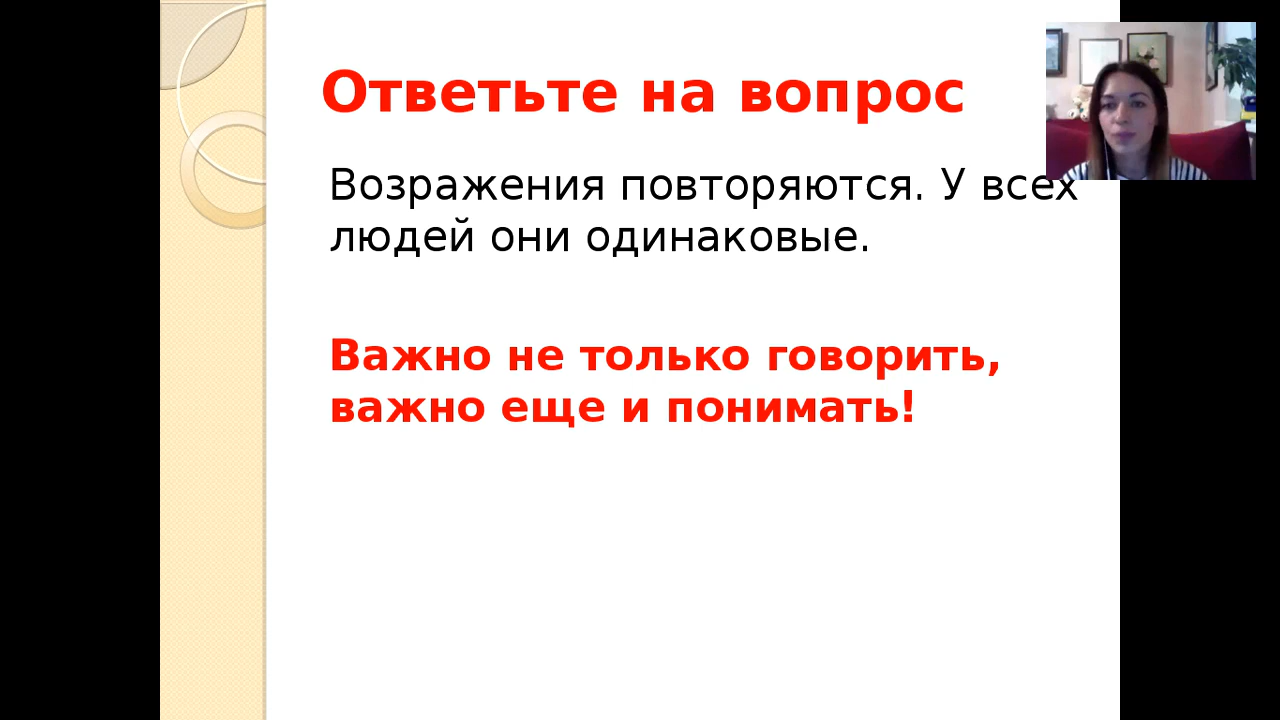 Ответьте на вопрос
Возражения повторяются. У всех
людей они одинаковые.
Важно не только говорить,
важно еще и понимать!